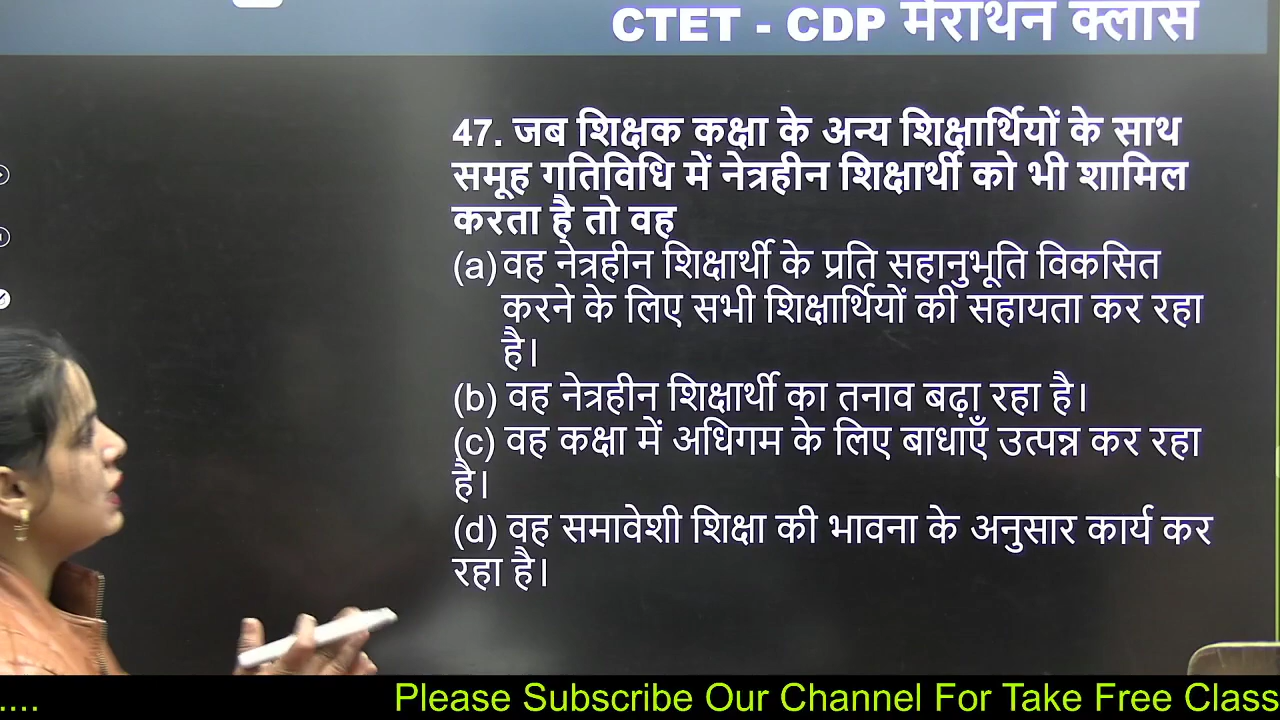 CTET - CDP मैराथन क्लास
47. जब शिक्षक कक्षा के अन्य शिक्षार्थियों के साथ
समूह गतिविधि में नेत्रहीन शिक्षार्थी को भी शामिल
करता है तो वह
(a) वह नेत्रहीन शिक्षार्थी के प्रति सहानुभूति विकसित
करने के लिए सभी शिक्षार्थियों की सहायता कर रहा
है।
(b) वह नेत्रहीन शिक्षार्थी का तनाव बढ़ा रहा है।
(c) वह कक्षा में अधिगम के लिए बाधाएँ उत्पन्न कर रहा
है।
(d) वह समावेशी शिक्षा की भावना के अनुसार कार्य कर
रहा है।
.... Please Subscribe Our Channel For Take Free Class